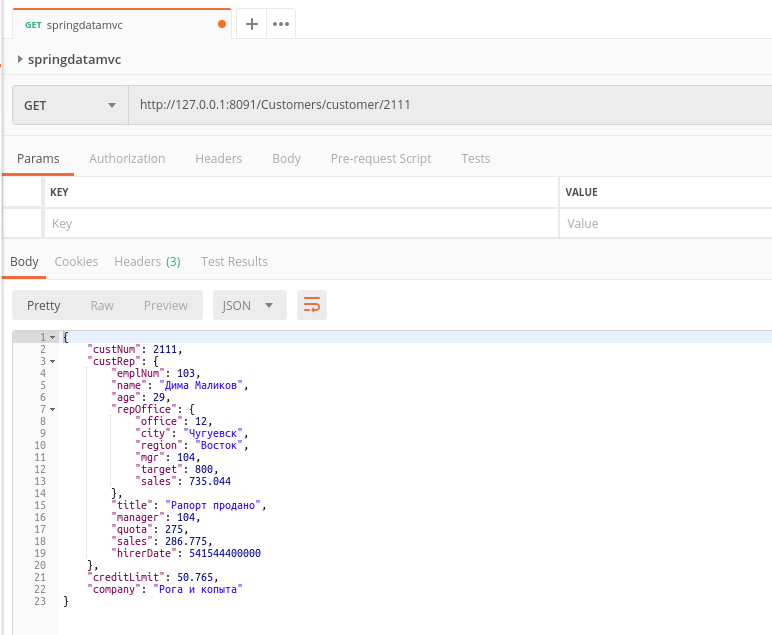 GET springdatamvc
springdatamvc
GET http://127.0.0.1:8091/Customers/customer/2111
Params Authorization Headers Body Pre-request Script Tests
KEY VALUE
Key Value
Body Cookies Headers (3) Test Results
Pretty Raw Preview JSON
1 {
2 "custNum": 2111,
3 "custRep": {
4 "emplNum": 103,
5 "name": "Дима Маликов",
6 "age": 29,
7 "repOffice": {
8 "office": 12,
9 "city": "Чугуевск",
10 "region": "Восток",
11 "mgr": 104,
12 "target": 800,
13 "sales": 735.044
14 },
15 "title": "Рапорт продано",
16 "manager": 104,
17 "quota": 275,
18 "sales": 286.775,
19 "hirerDate": 541544400000
20 },
21 "creditLimit": 50.765,
22 "company": "Рога и копыта"
23 }